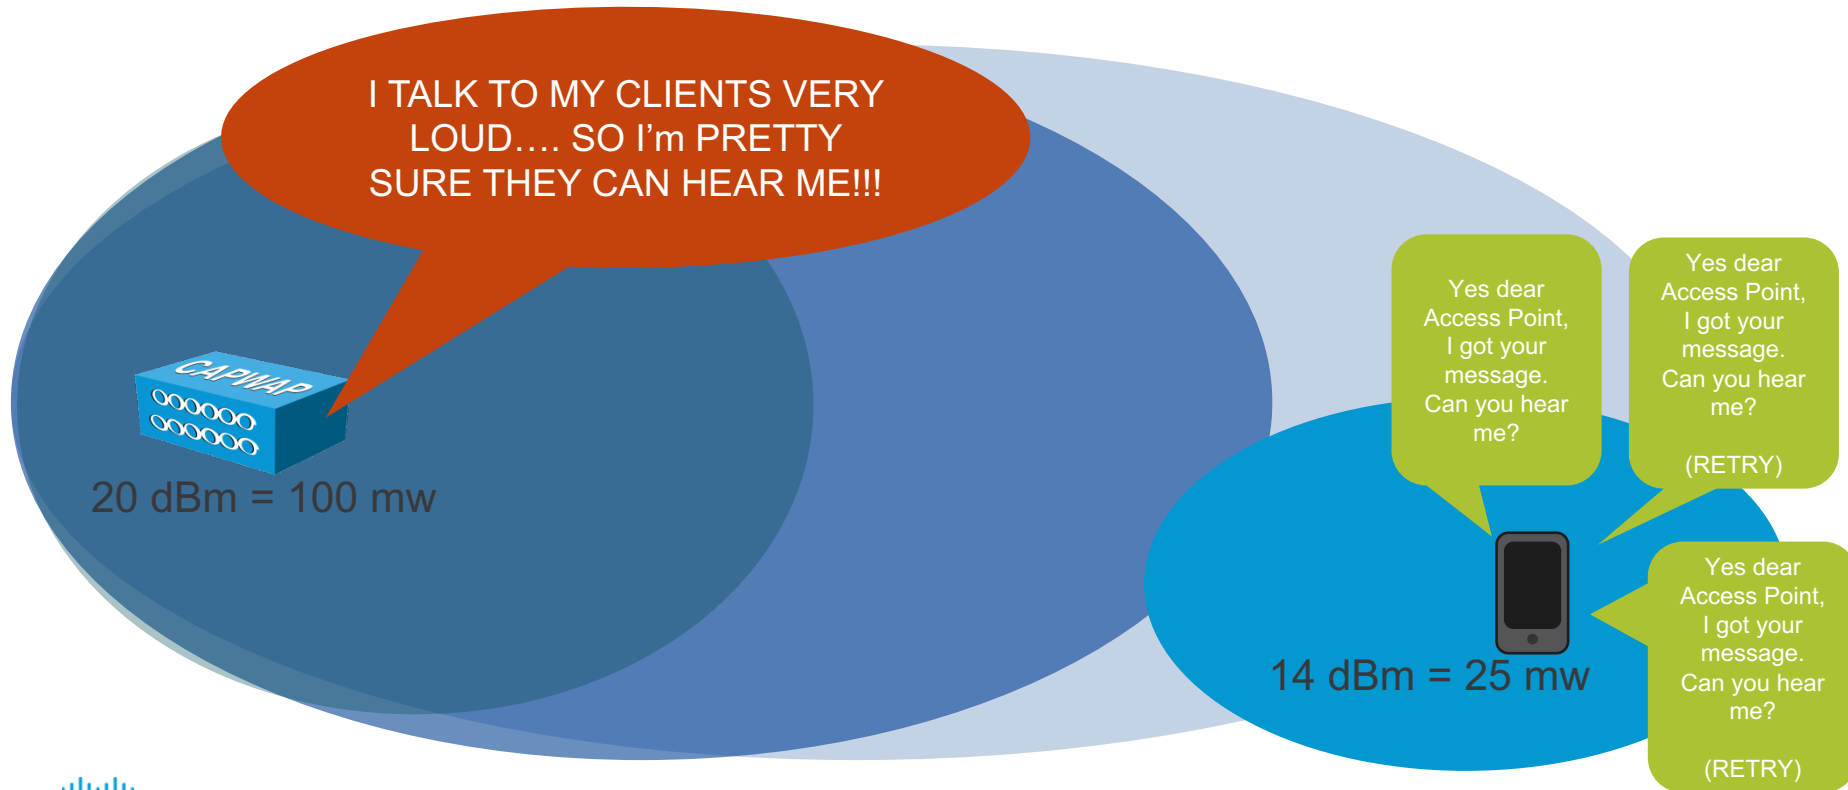 I TALK TO MY CLIENTS VERY
LOUD…. SO I'm PRETTY
SURE THEY CAN HEAR ME!!!
CAPWAP
20 dBm = 100 mw
Yes dear
Access Point,
I got your
message.
Can you hear
me?
Yes dear
Access Point,
I got your
message.
Can you hear
me?
(RETRY)
14 dBm = 25 mw
Yes dear
Access Point,
I got your
message.
Can you hear
me?
(RETRY)